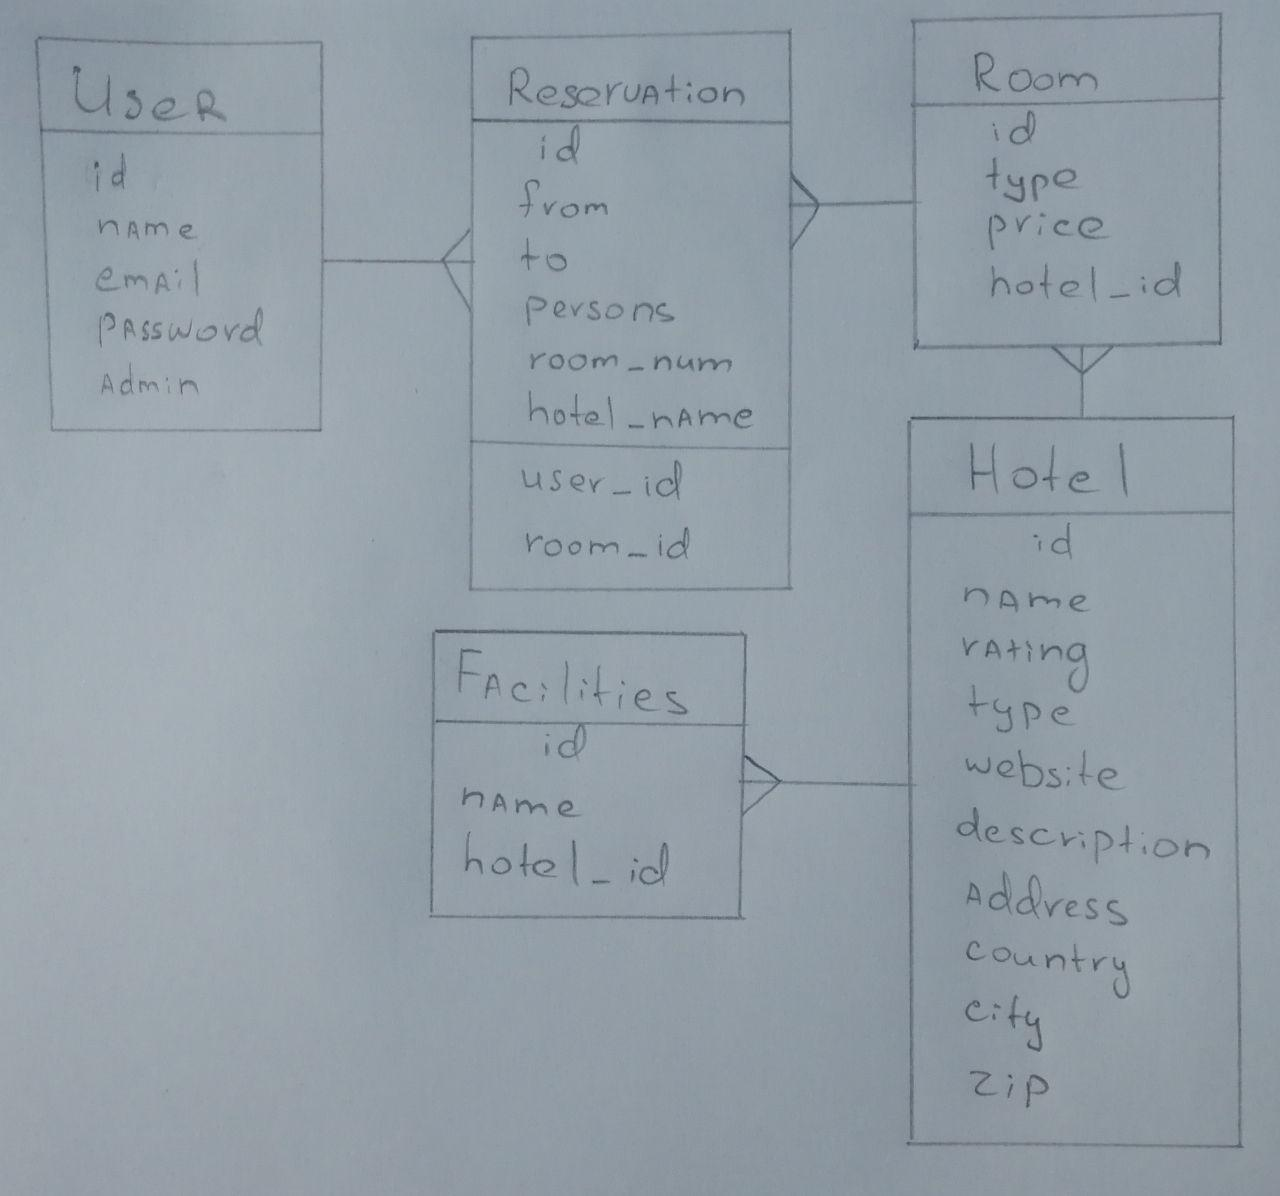 User
id
name
email
password
Admin
Reservation
id
from
to
persons
room_num
hotel_name
user_id
room_id
Room
id
type
price
hotel_id
Hotel
id
name
rating
type
website
description
Address
country
city
zip
Facilities
id
name
hotel_id